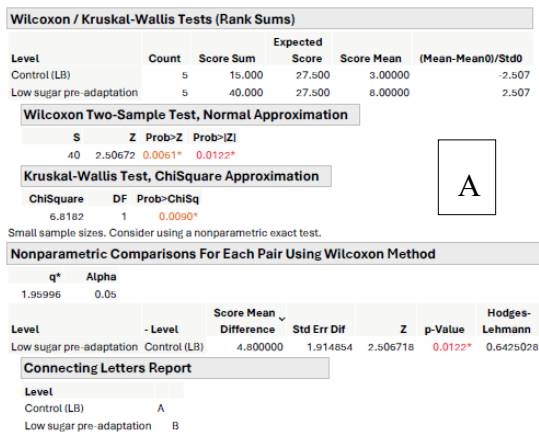 Wilcoxon / Kruskal-Wallis Tests (Rank Sums)
Expected
Level Count Score Sum Score Score Mean (Mean-Mean0)/Std0
Control (LB) 5 15.000 27.500 3.00000 -2.507
Low sugar pre-adaptation 5 40.000 27.500 8.00000 2.507
Wilcoxon Two-Sample Test, Normal Approximation
S Z Prob>Z Prob>|Z|
40 2.50672 0.0061* 0.0122*
Kruskal-Wallis Test, ChiSquare Approximation
ChiSquare DF Prob>ChiSq
6.8182 1 0.0090*
A
Small sample sizes. Consider using a nonparametric exact test.
Nonparametric Comparisons For Each Pair Using Wilcoxon Method
q* Alpha
1.95996 0.05
Score Mean Hodges-
Level - Level Difference Std Err Dif Z p-Value Lehmann
Low sugar pre-adaptation Control (LB) 4.800000 1.914854 2.506718 0.0122* 0.6425028
Connecting Letters Report
Level
Control (LB) A
Low sugar pre-adaptation B